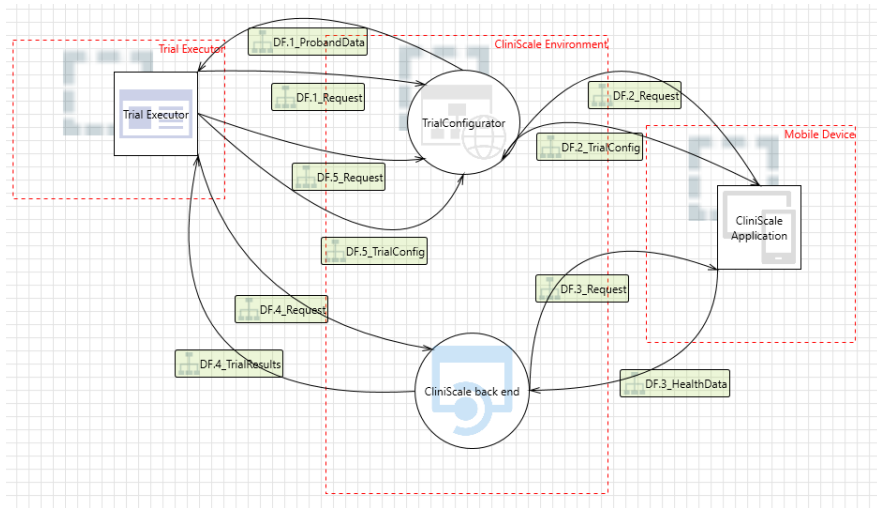 Trial Executor
DF.1_ProbandData
CliniScale Environment
DF.1_Request
DF.2_Request
Trial Executor
TrialConfigurator
Mobile Device
DF.2_TrialConfig
DF.5_Request
CliniScale
Application
DF.5_TrialConfig
DF.3_Request
DF.4_Request
DF.4_TrialResults
DF.3_HealthData
CliniScale back end